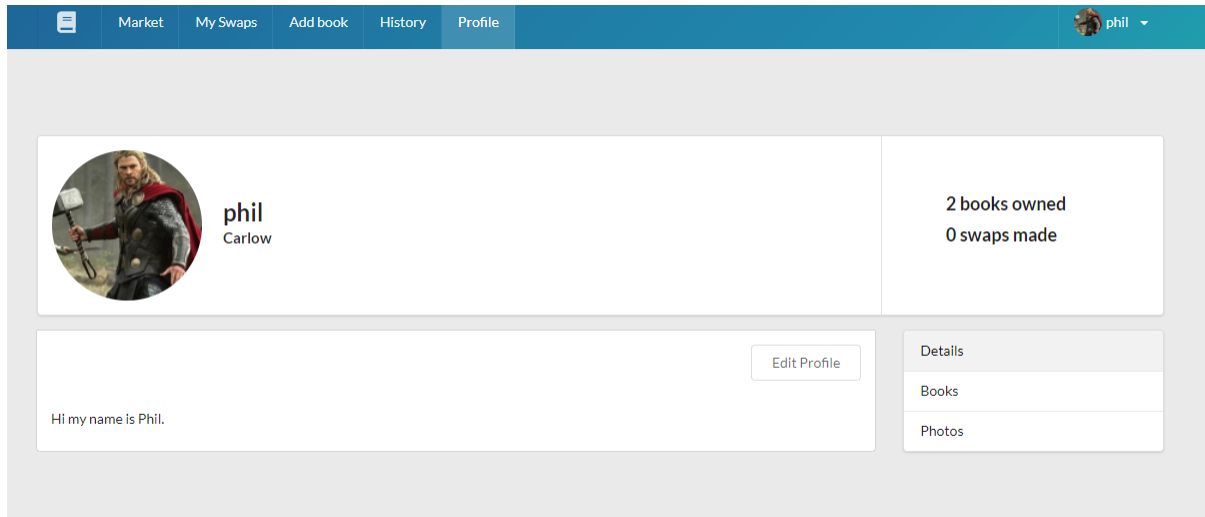 Market My Swaps Add book History Profile phil
phil
Carlow
2 books owned
0 swaps made
Edit Profile
Hi my name is Phil.
Details
Books
Photos